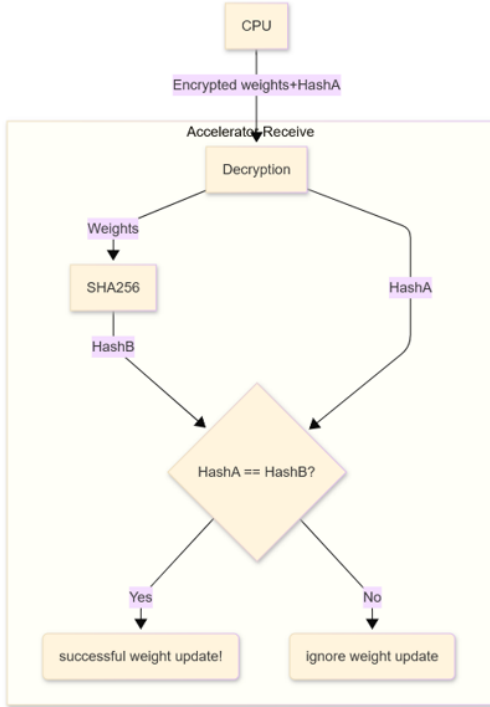 CPU
Encrypted weights+HashA
Accelerator-Receive
Decryption
Weights
SHA256
HashA
HashB
HashA == HashB?
Yes
No
successful weight update!
ignore weight update